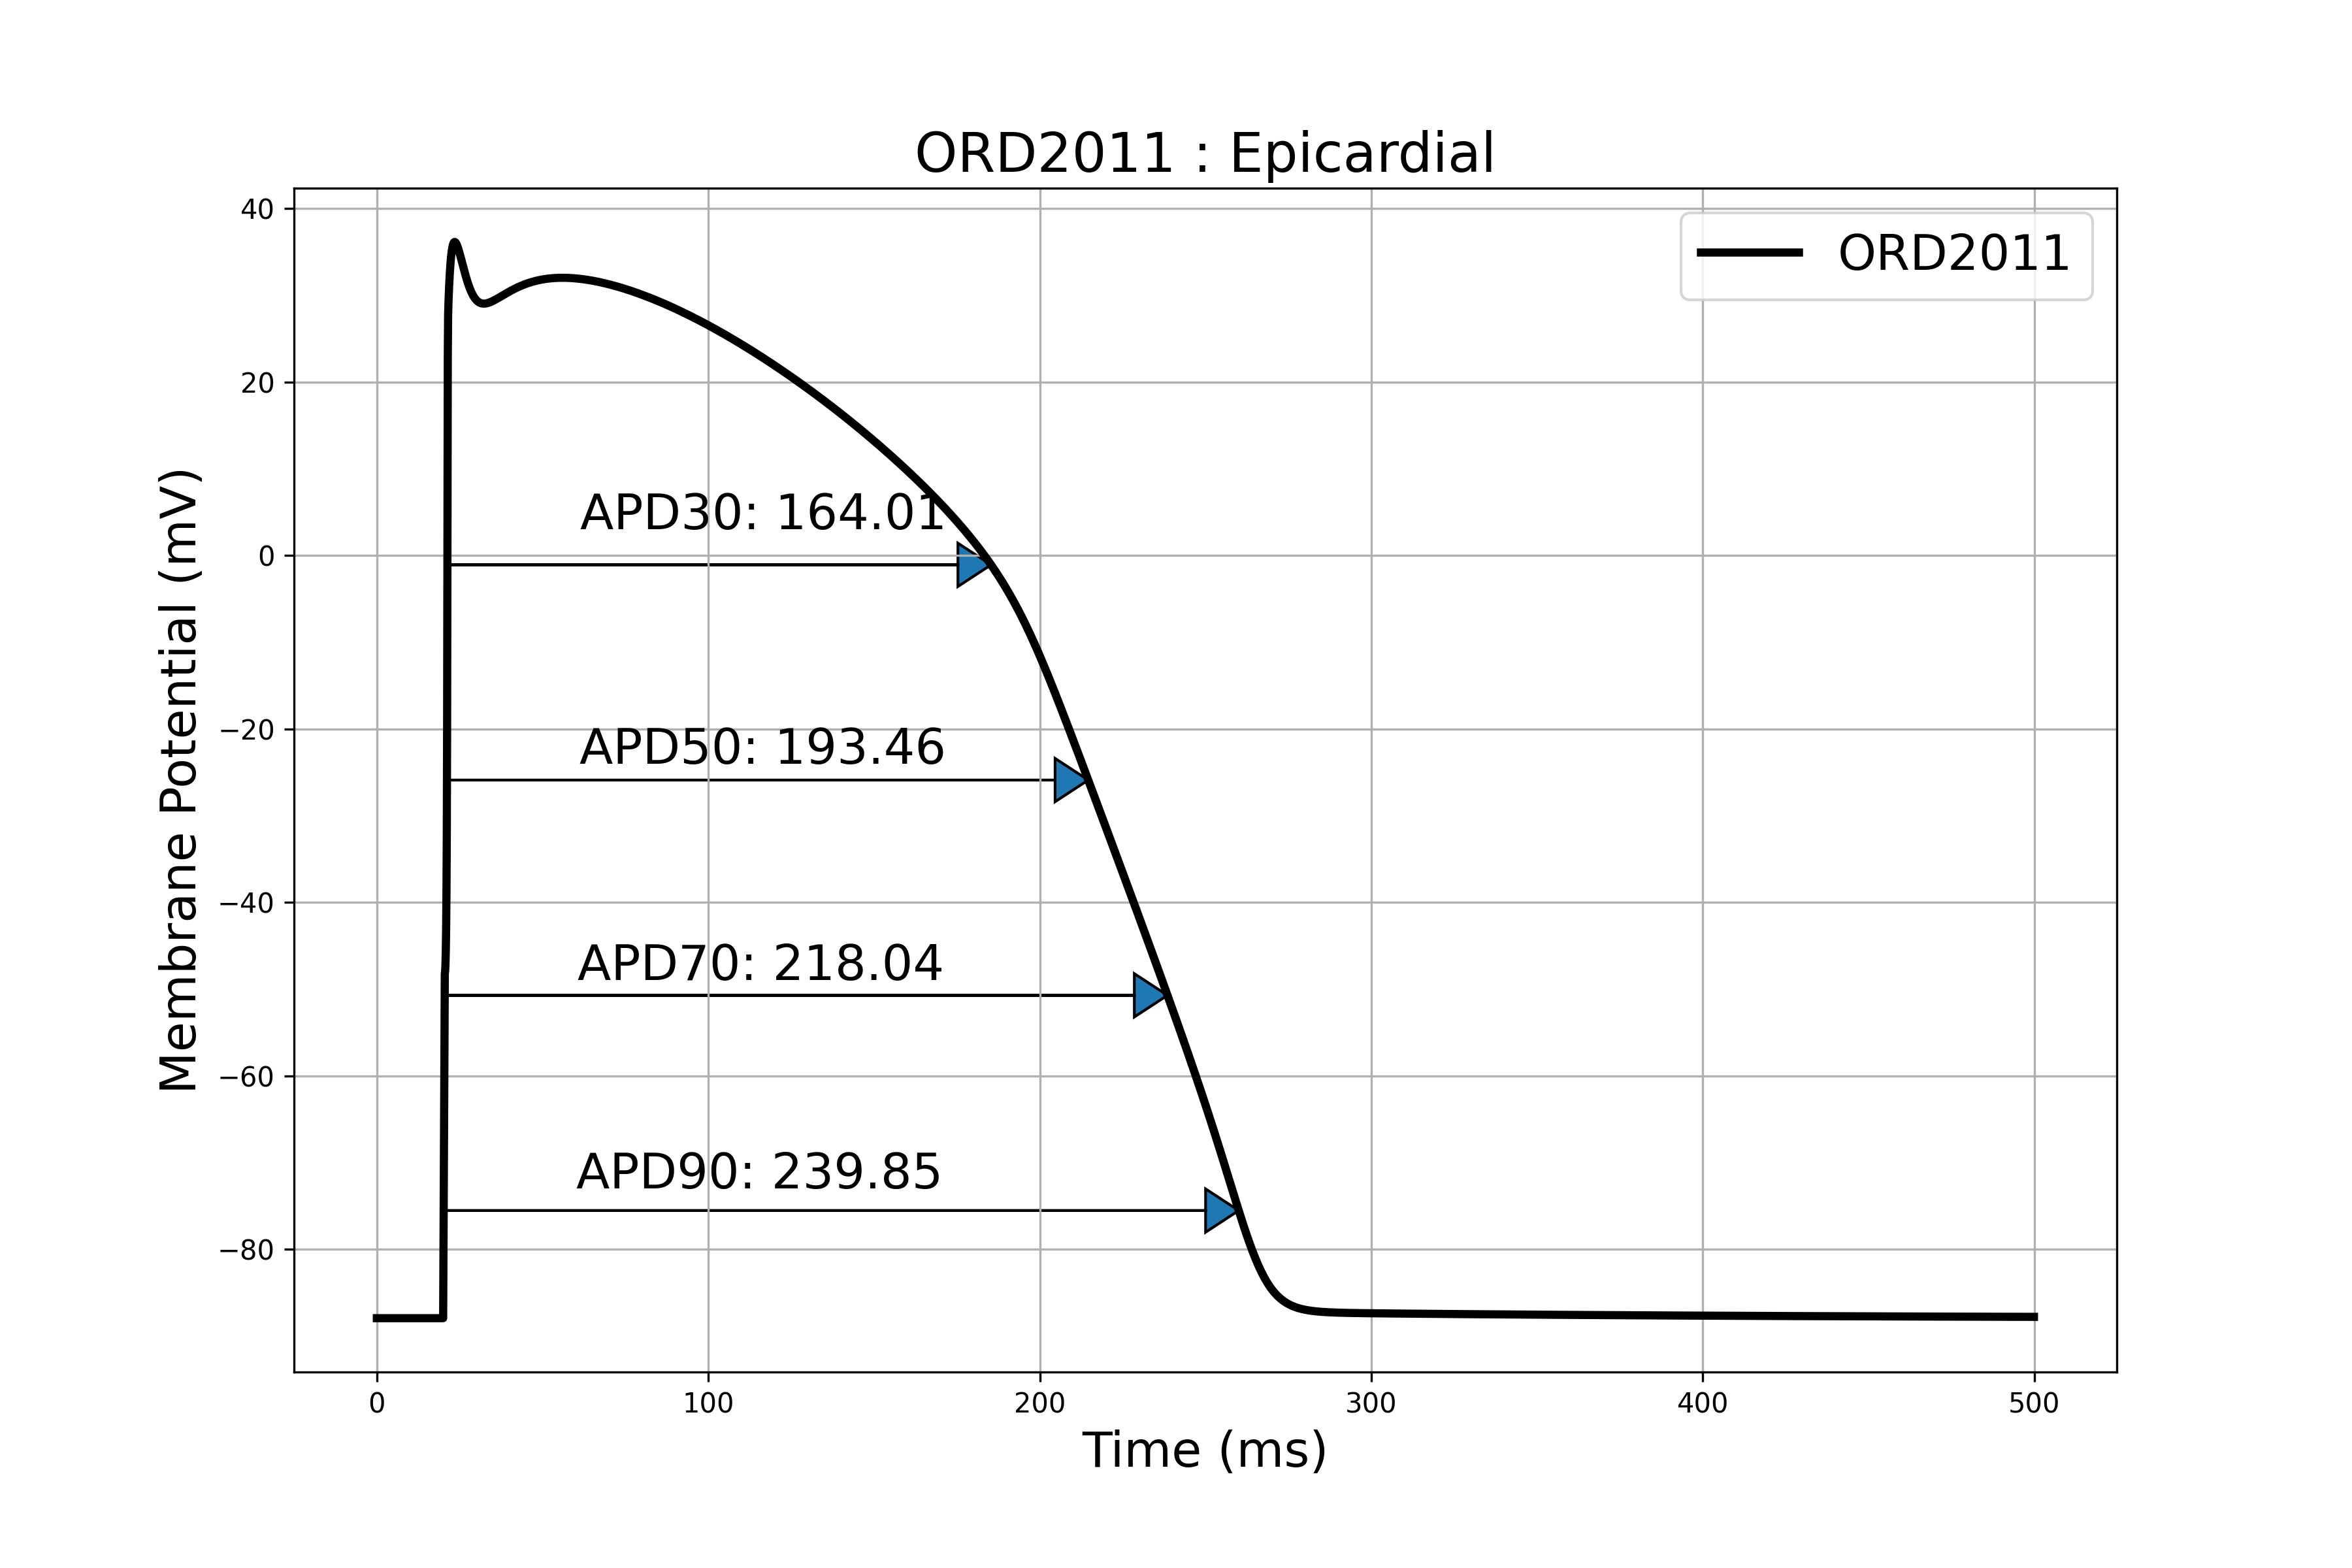 ORD2011 : Epicardial
ORD2011
Membrane Potential (mV)
40
20
0
−20
−40
−60
−80
APD30: 164.01
APD50: 193.46
APD70: 218.04
APD90: 239.85
0 100 200 300 400 500
Time (ms)